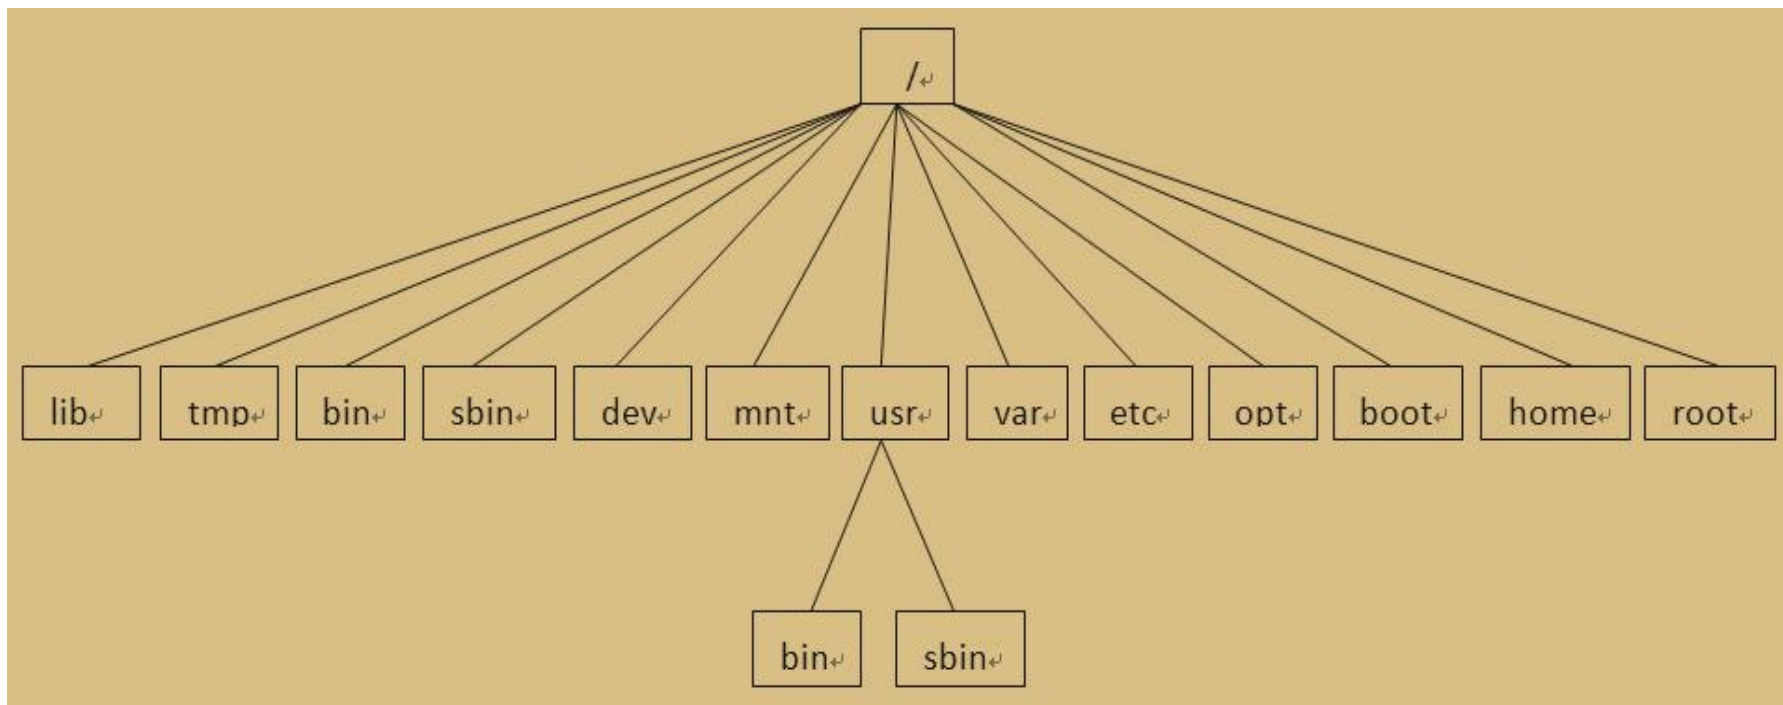 /
lib tmp bin sbin dev mnt usr var etc opt boot home root
bin sbin